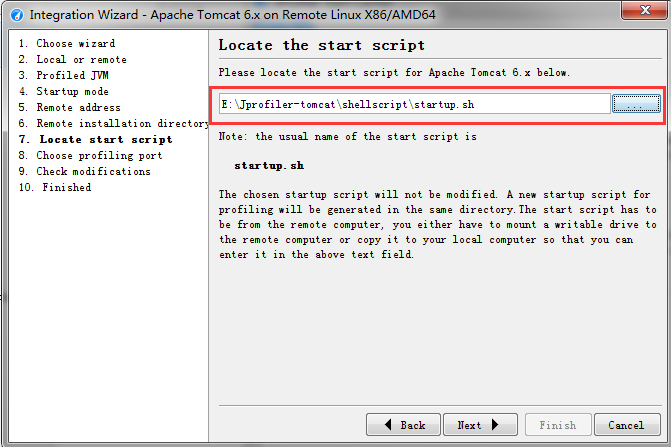 Integration Wizard - Apache Tomcat 6.x on Remote Linux X86/AMD64
1. Choose wizard
2. Local or remote
3. Profiled JVM
4. Startup mode
5. Remote address
6. Remote installation directory
7. Locate start script
8. Choose profiling port
9. Check modifications
10. Finished
Locate the start script
Please locate the start script for Apache Tomcat 6.x below.
E:\Jprofiler-tomcat\shellscript\startup.sh
...
Note: the usual name of the start script is
startup.sh
The chosen startup script will not be modified. A new startup script for
profiling will be generated in the same directory.The start script has to
be from the remote computer, you either have to mount a writable drive to
the remote computer or copy it to your local computer so that you can
enter it in the above text field.
Back Next Finish Cancel